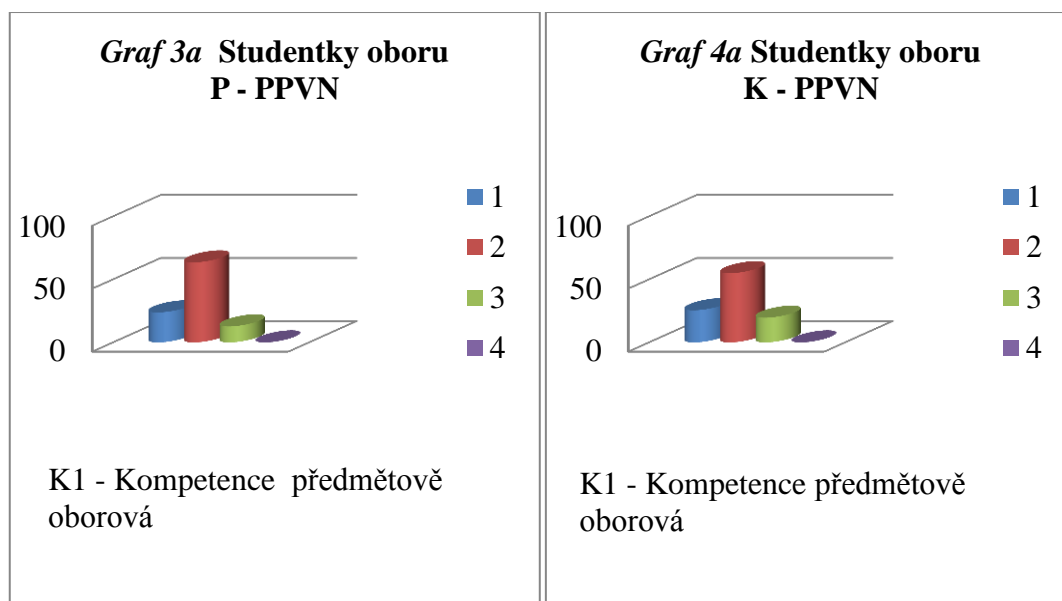 Graf 3a  Studentky oboru
P - PPVN
100
50
0
1
2
3
4
K1 - Kompetence  předmětově
oborová
Graf 4a Studentky oboru
K - PPVN
100
50
0
1
2
3
4
K1 - Kompetence předmětově
oborová